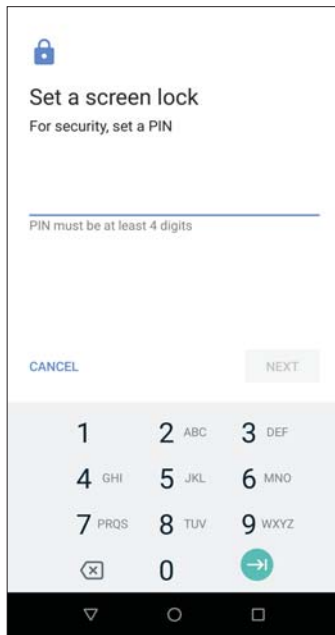 Set a screen lock
For security, set a PIN
PIN must be at least 4 digits
CANCEL NEXT
1 2 ABC 3 DEF
4 GHI 5 JKL 6 MNO
7 PRQS 8 TUV 9 WXYZ
0